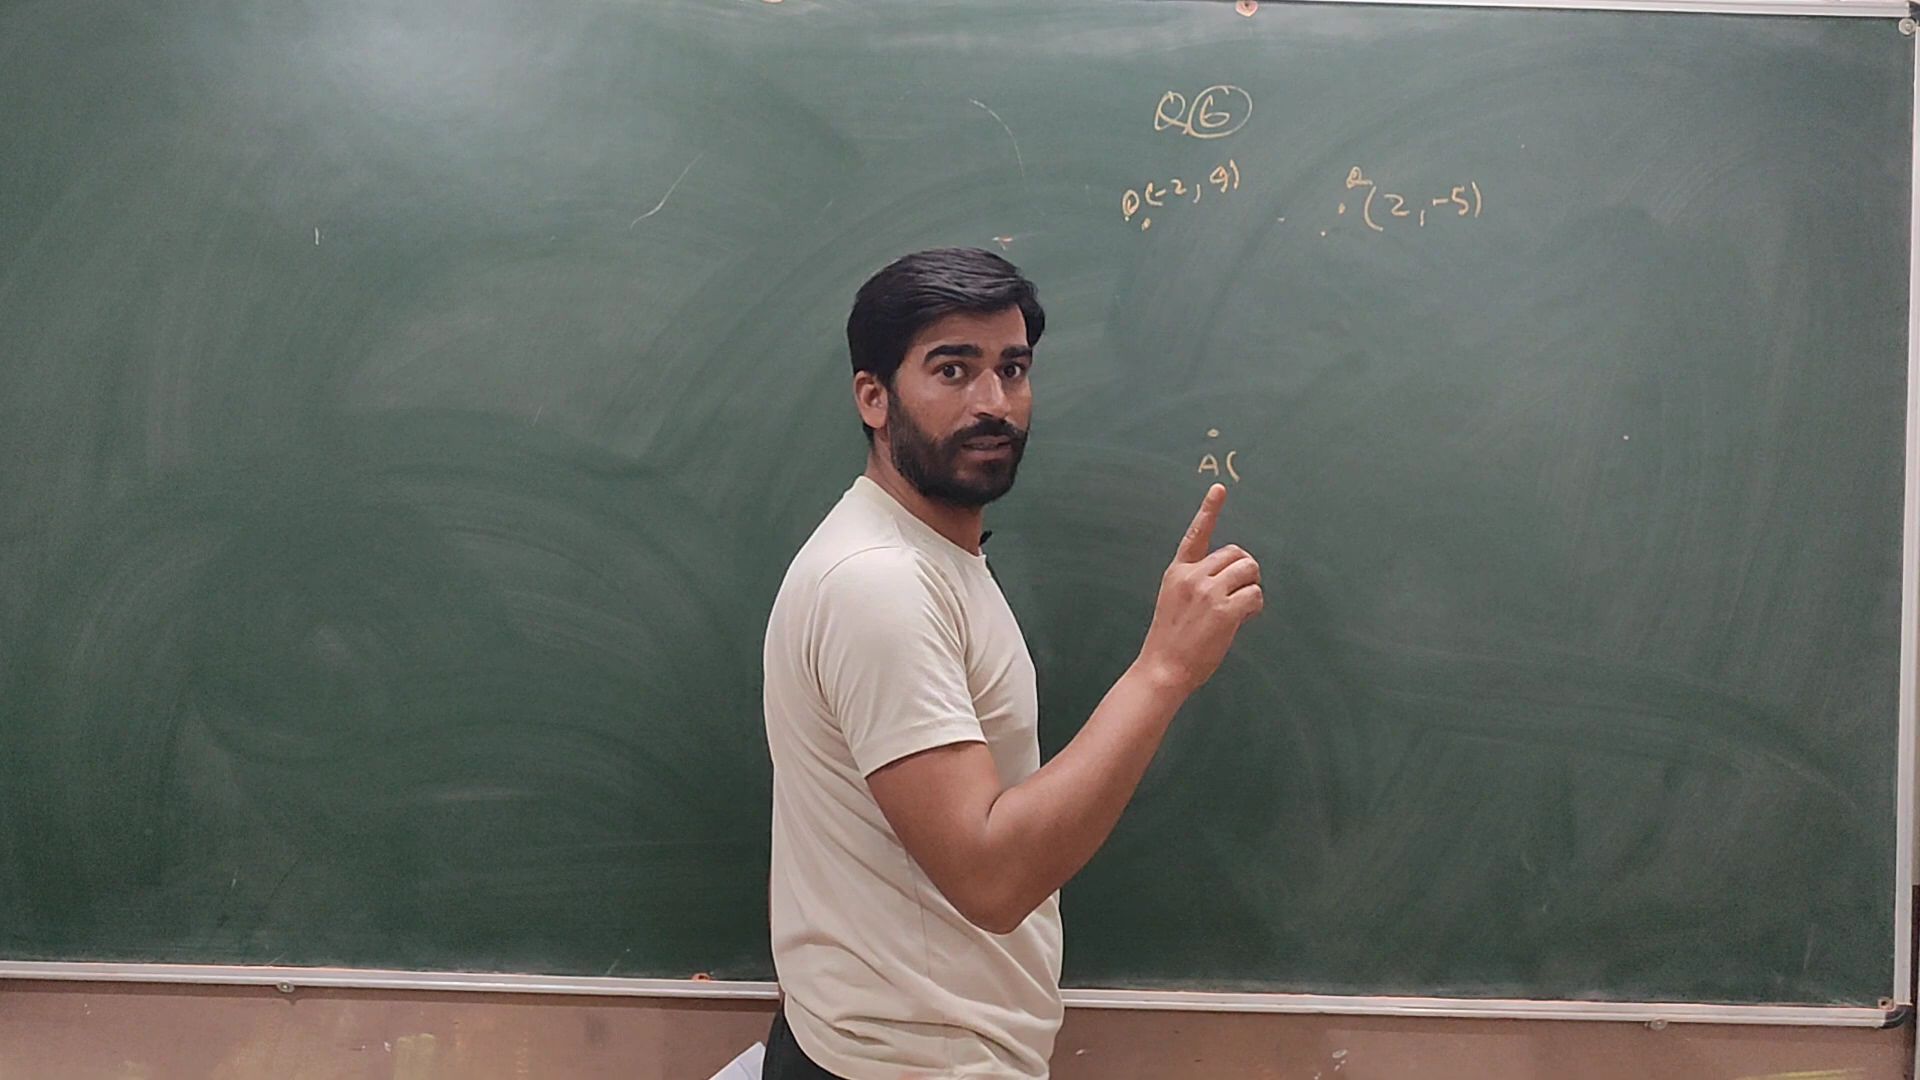 Q6
P(-2, 9) Q(2, -5)
A(